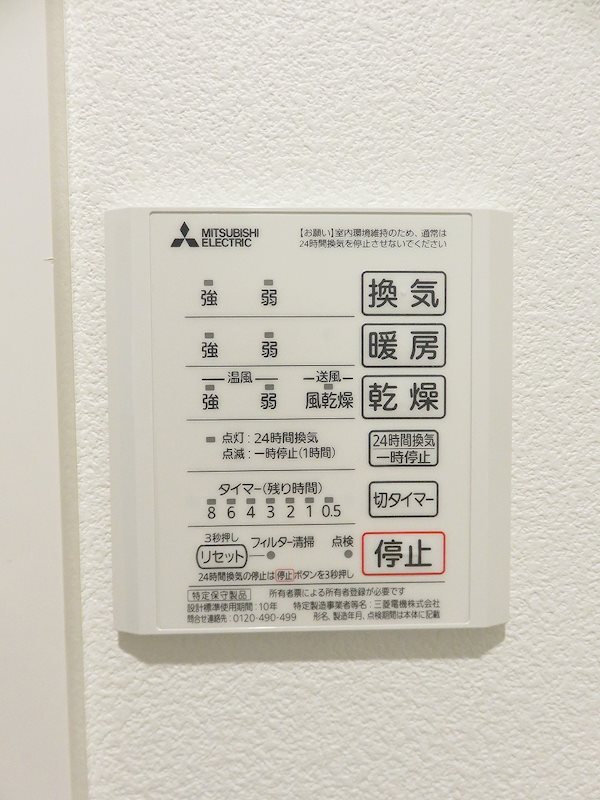 MITSUBISHI
ELECTRIC
【お願い】室内環境維持のため、通常は
24時間換気を停止させないでください
強 弱 換気
強 弱 暖房
温風 送風
強 弱 風乾燥 乾燥
点灯:24時間換気
点滅:一時停止(1時間)
24時間換気
一時停止
タイマー(残り時間)
8 6 4 3 2 1 0.5
切タイマー
3秒押し
リセット フィルター清掃 点検
停止
24時間換気の停止は停止ボタンを3秒押し
特定保守製品 所有者票による所有者登録が必要です
設計標準使用期間:10年 特定製造事業者等名:三菱電機株式会社
問合せ連絡先:0120-490-499 形名、製造年月、点検期間は本体に記載